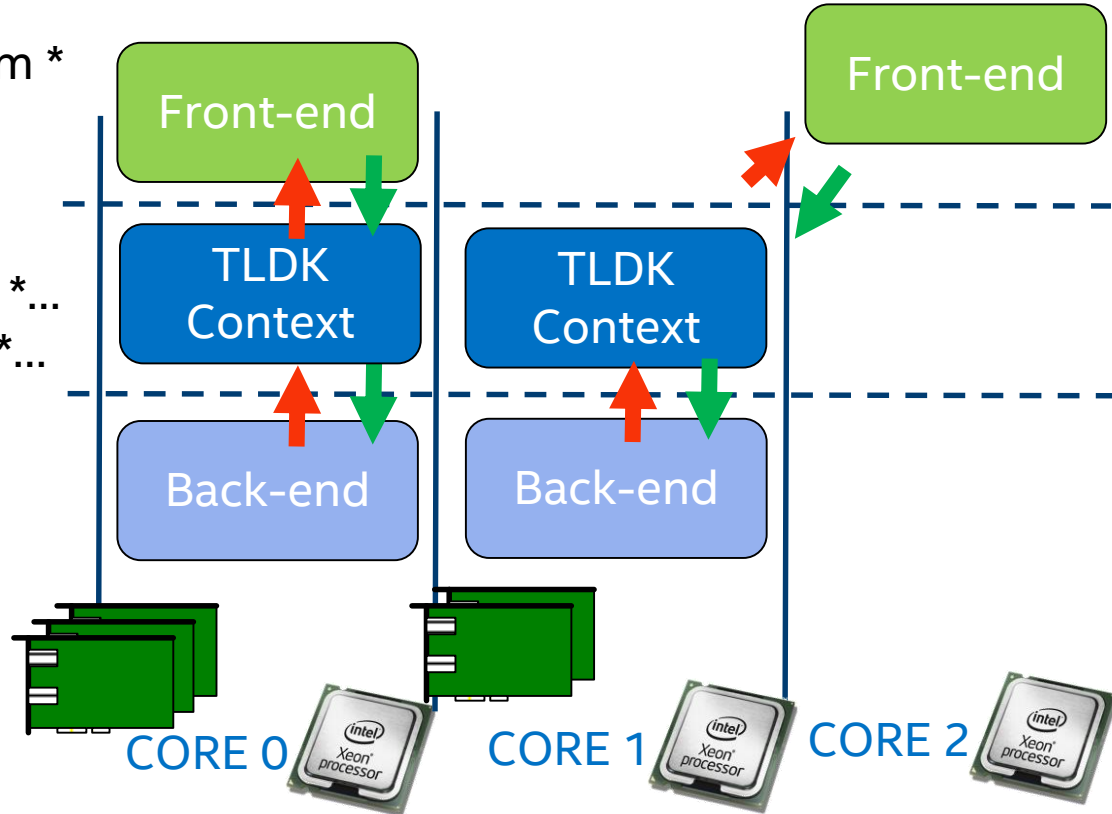 m *
Front-end
Front-end
TLDK
Context
TLDK
Context
*...
*...
Back-end
Back-end
CORE 0
intel
Xeon®
processor
CORE 1
intel
Xeon®
processor
CORE 2
intel
Xeon®
processor